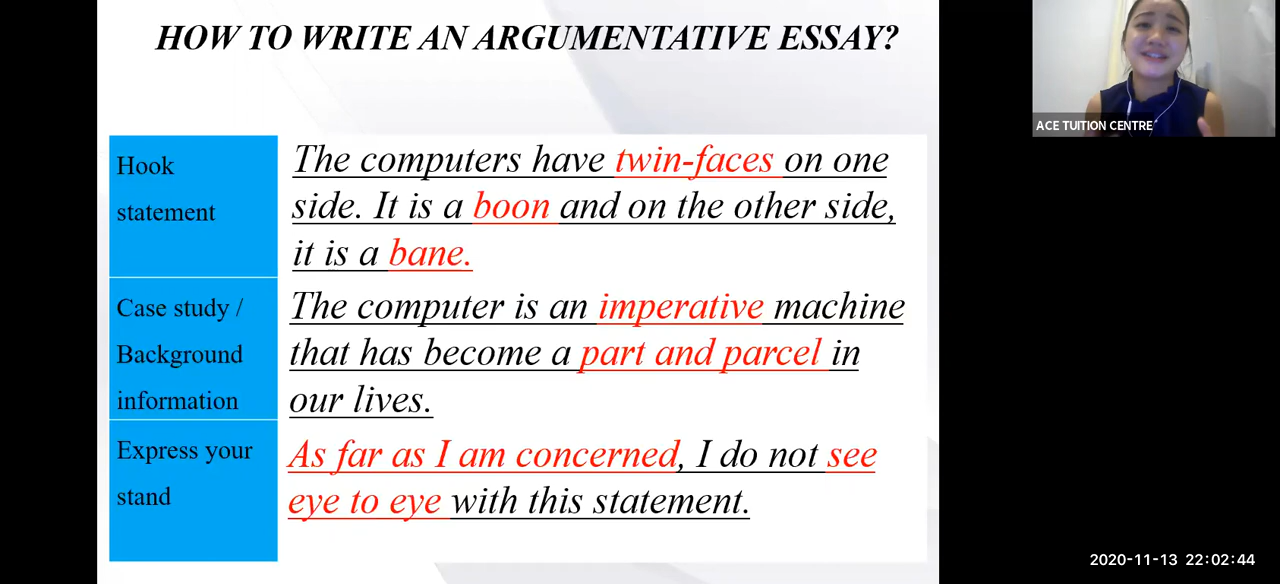 HOW TO WRITE AN ARGUMENTATIVE ESSAY?
ACE TUITION CENTRE
Hook
statement
The computers have twin-faces on one
side. It is a boon and on the other side,
it is a bane.
Case study /
Background
information
The computer is an imperative machine
that has become a part and parcel in
our lives.
Express your
stand
As far as I am concerned, I do not see
eye to eye with this statement.
2020-11-13 22:02:44